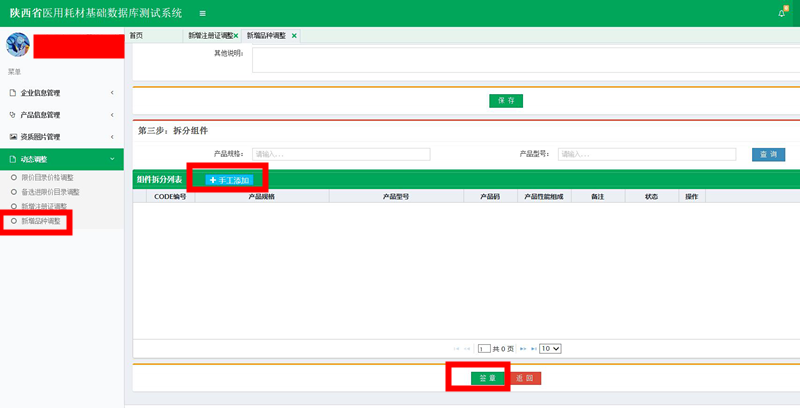 陕西省医用耗材基础数据库测试系统
8
首页 新增注册证调整 新增品种调整
其他说明:
菜单
企业信息管理
产品信息管理
资质图片管理
动态调整
限价目录价格调整
备选进限价目录调整
新增注册证调整
新增品种调整
保 存
第三步: 拆分组件
产品规格: 请输入... 产品型号: 请输入... 查 询
组件拆分列表 手工添加
CODE编号 产品规格 产品型号 产品码 产品性能组成 备注 状态 操作
1 共 0 页 10
签 章 返 回